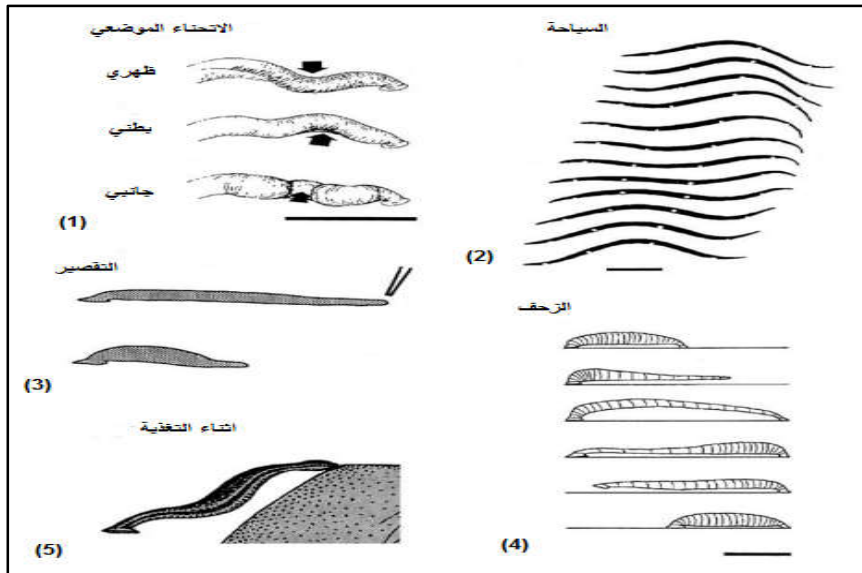 الانحناء الموضعي
ظهري
بطني
جانبي
(1)
السباحة
(2)
التقصير
(3)
الزحف
(4)
اثناء التغذية
(5)